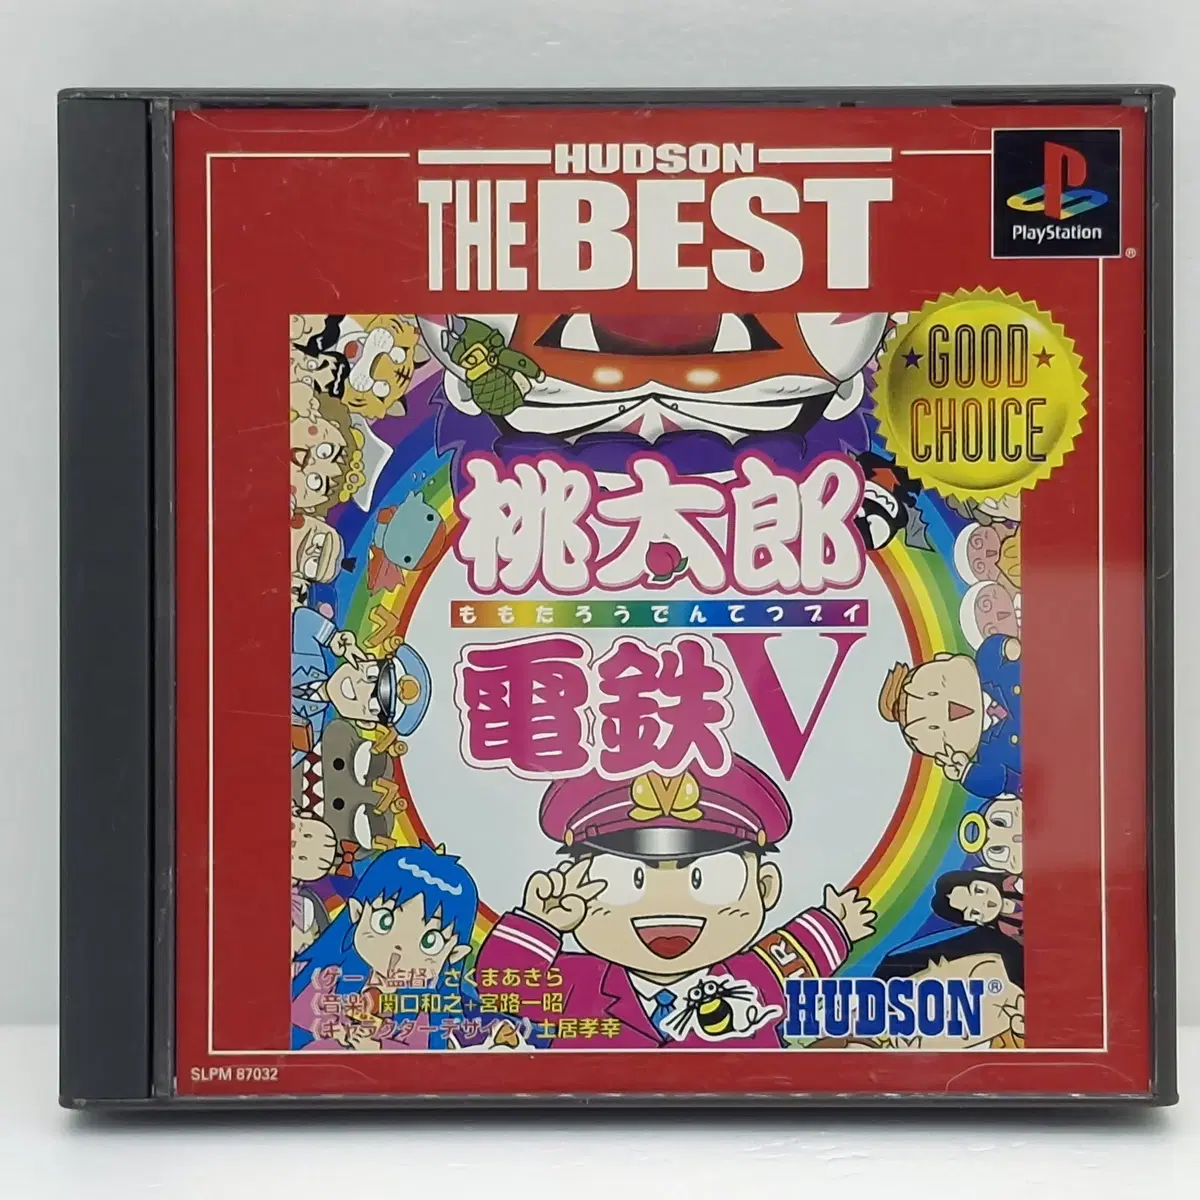 HUDSON
THE BEST
PlayStation
®
GOOD
CHOICE
桃太郎
ももたろうでんてつブイ
電鉄V
《ゲーム監督》さくまあきら
《音楽》関口和之+宮路一昭
《キャラクターデザイン》土居孝幸
HUDSON®
SLPM 87032